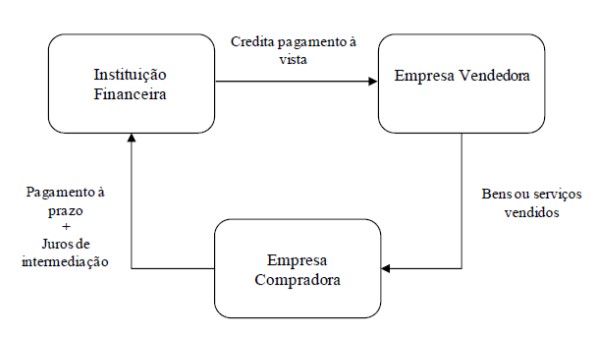 Credita pagamento à
vista
Instituição
Financeira
Empresa Vendedora
Pagamento à
prazo
+
Juros de
intermediação
Bens ou serviços
vendidos
Empresa
Compradora